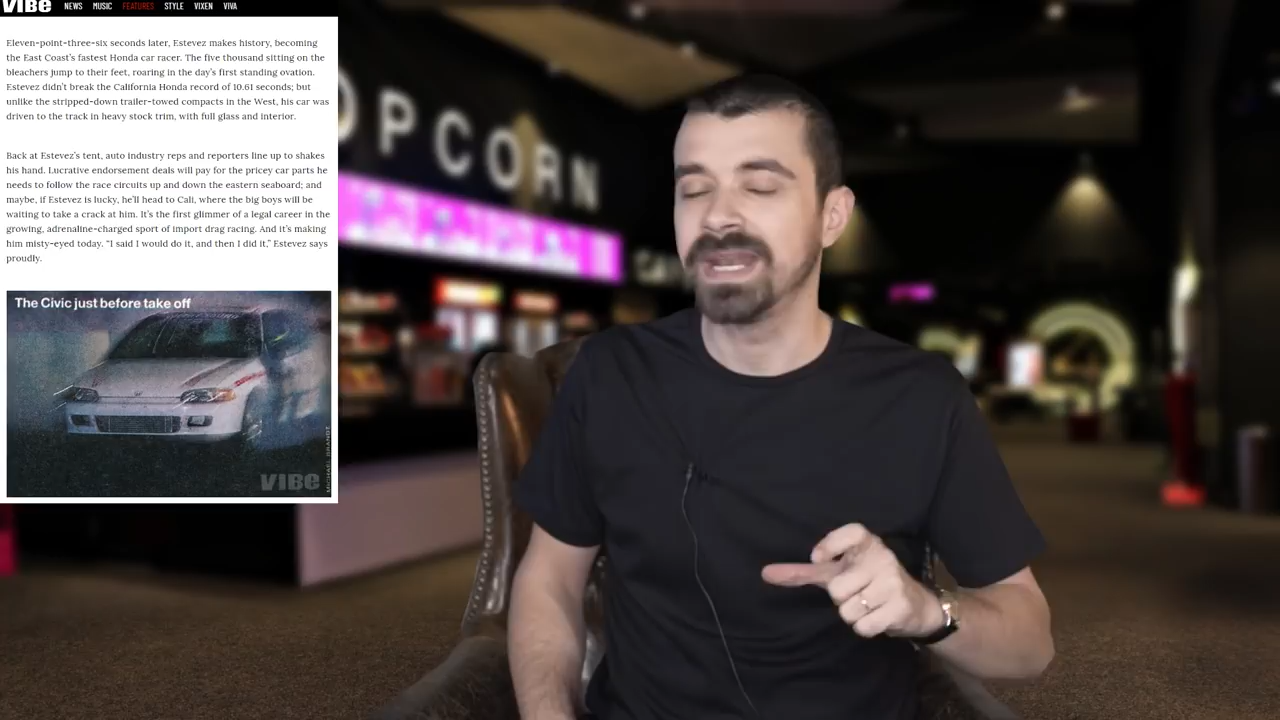 VIBE NEWS MUSIC FEATURES STYLE VIXEN VIVA
Eleven-point-three-six seconds later, Estevez makes history, becoming
the East Coast's fastest Honda car racer. The five thousand sitting on the
bleachers jump to their feet, roaring in the day's first standing ovation.
Estevez didn't break the California Honda record of 10.61 seconds; but
unlike the stripped-down trailer-towed compacts in the West, his car was
driven to the track in heavy stock trim, with full glass and interior.
Back at Estevez's tent, auto industry reps and reporters line up to shakes
his hand. Lucrative endorsement deals will pay for the pricey car parts he
needs to follow the race circuits up and down the eastern seaboard; and
maybe, if Estevez is lucky, he'll head to Cali, where the big boys will be
waiting to take a crack at him. It's the first glimmer of a legal career in the
growing, adrenaline-charged sport of import drag racing. And it's making
him misty-eyed today. "I said I would do it, and then I did it," Estevez says
proudly.
The Civic just before take off
VIBE
OPCORN